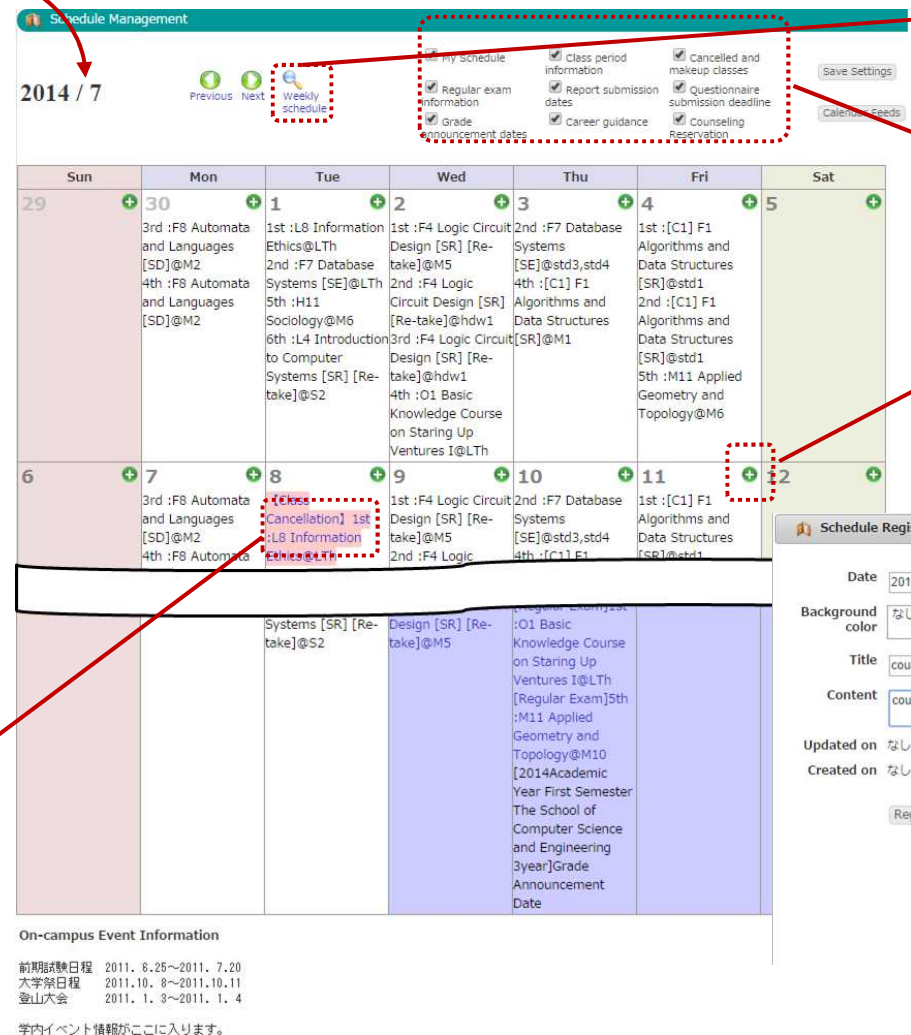 Schedule Management
2014 / 7
Previous
Next
Weekly
schedule
My Schedule
Class period
information
Cancelled and
makeup classes
Regular exam
information
Report submission
dates
Questionnaire
submission deadline
Grade
announcement dates
Career guidance
Counseling
Reservation
Save Settings
Calendar Feeds
Sun
Mon
Tue
Wed
Thu
Fri
Sat
29
30
3rd :F8 Automata
and Languages
[SD]@M2
4th :F8 Automata
and Languages
[SD]@M2
1
1st :L8 Information
Ethics@LTh
2nd :F7 Database
Systems [SE]@LTh
5th :H11
Sociology@M6
6th :L4 Introduction
to Computer
Systems [SR] [Re-
take]@S2
2
1st :F4 Logic Circuit
Design [SR] [Re-
take]@M5
2nd :F4 Logic
Circuit Design [SR]
[Re-take]@hdw1
3rd :F4 Logic Circuit
Design [SR] [Re-
take]@hdw1
4th :O1 Basic
Knowledge Course
on Staring Up
Ventures I@LTh
3
2nd :F7 Database
Systems
[SE]@std3,std4
4th :[C1] F1
Algorithms and
Data Structures
[SR]@M1
4
1st :[C1] F1
Algorithms and
Data Structures
[SR]@std1
2nd :[C1] F1
Algorithms and
Data Structures
[SR]@std1
5th :M11 Applied
Geometry and
Topology@M6
5
6
7
3rd :F8 Automata
and Languages
[SD]@M2
4th :F8 Automata
8
【Class
Cancellation】1st
:L8 Information
Ethics@LTh
9
1st :F4 Logic Circuit
Design [SR] [Re-
take]@M5
2nd :F4 Logic
10
2nd :F7 Database
Systems
[SE]@std3,std4
4th :[C1] F1
11
1st :[C1] F1
Algorithms and
Data Structures
[SR]@std1
12
Systems [SR] [Re-
take]@S2
Design [SR] [Re-
take]@M5
[Regular Exam]1st
:O1 Basic
Knowledge Course
on Staring Up
Ventures I@LTh
[Regular Exam]5th
:M11 Applied
Geometry and
Topology@M10
[2014Academic
Year First Semester
The School of
Computer Science
and Engineering
3year]Grade
Announcement
Date
Schedule Regi
Date 201
Background
color なし
Title cou
Content cou
Updated on なし
Created on なし
Re
On-campus Event Information
前期試験日程 2011. 6.25～2011. 7.20
大学祭日程 2011.10. 8～2011.10.11
登山大会 2011. 1. 3～2011. 1. 4
学内イベント情報がここに入ります。